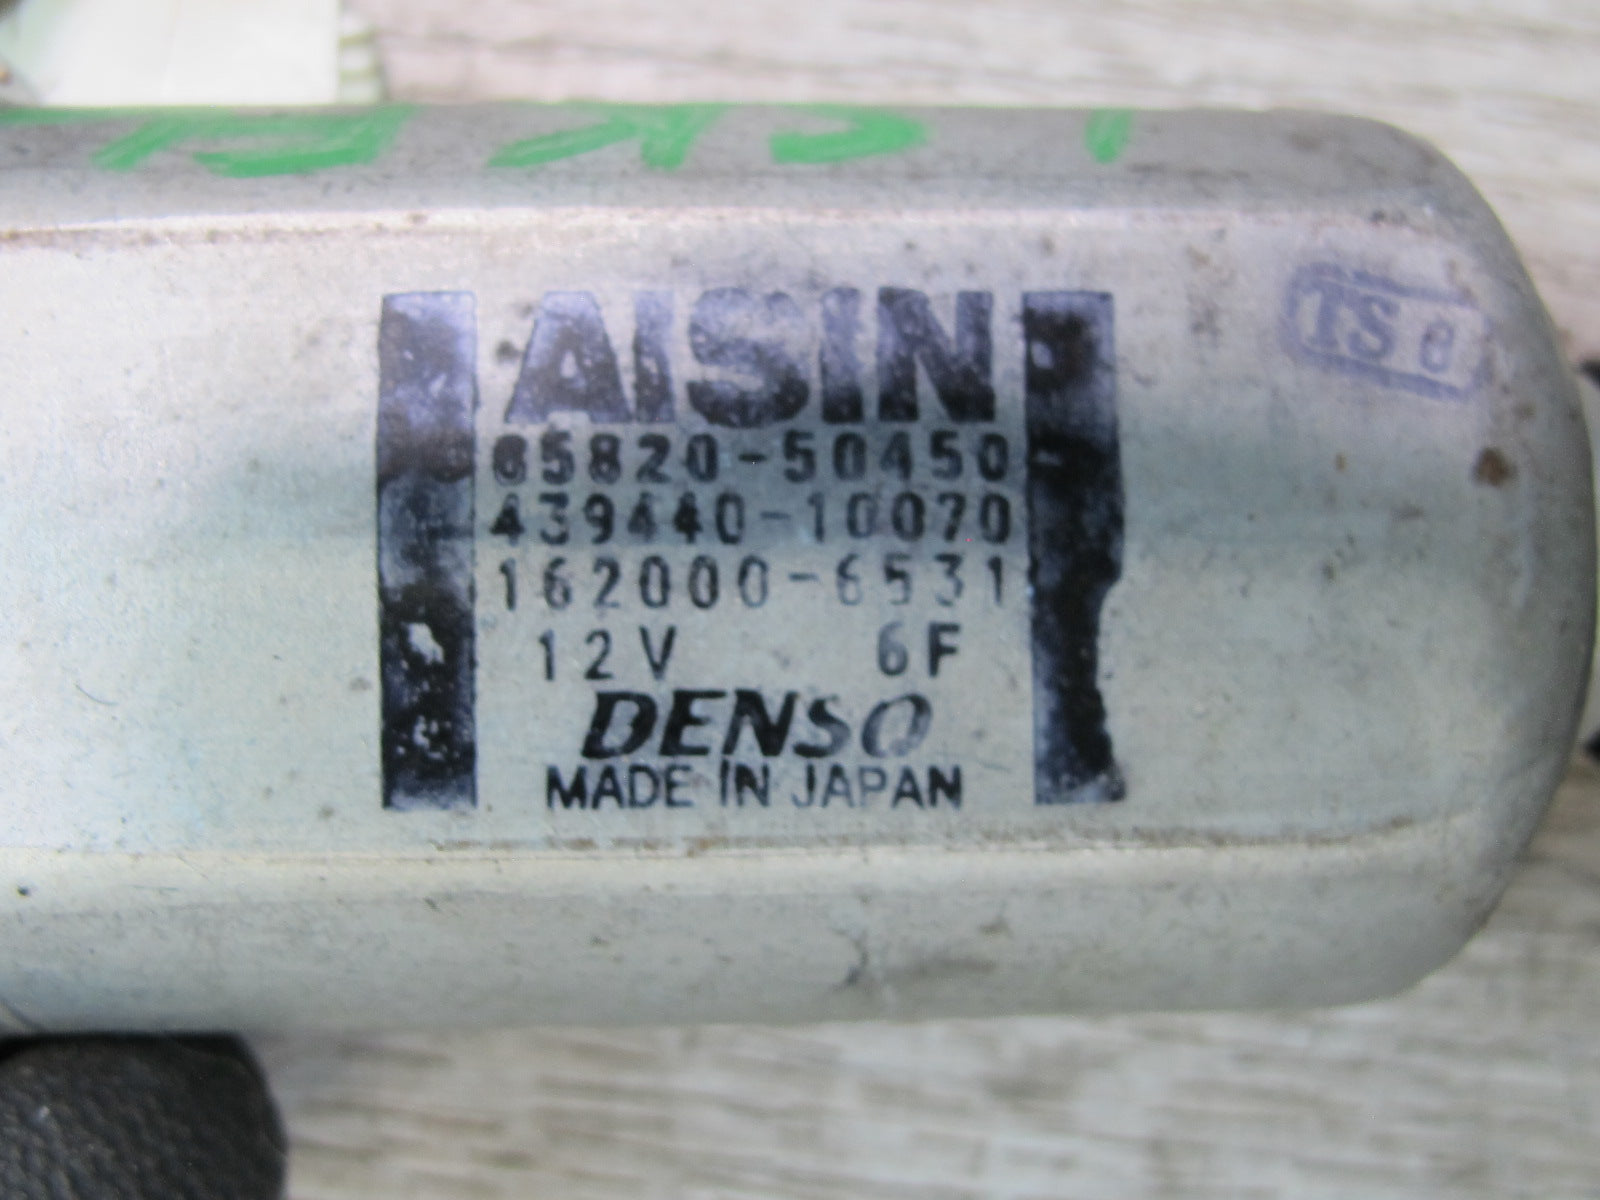 AISIN
85820-50450
439440-10070
162000-6531
12V 6F
DENSO
MADE IN JAPAN